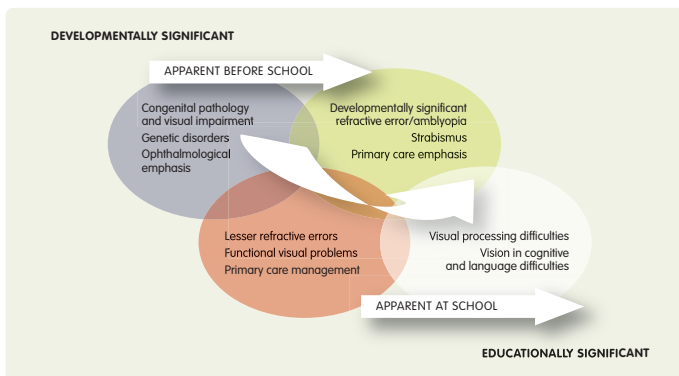 DEVELOPMENTALLY SIGNIFICANT
APPARENT BEFORE SCHOOL
Congenital pathology
and visual impairment
Genetic disorders
Ophthalmological
emphasis
Developmentally significant
refractive error/amblyopia
Strabismus
Primary care emphasis
Lesser refractive errors
Functional visual problems
Primary care management
Visual processing difficulties
Vision in cognitive
and language difficulties
APPARENT AT SCHOOL
EDUCATIONALLY SIGNIFICANT